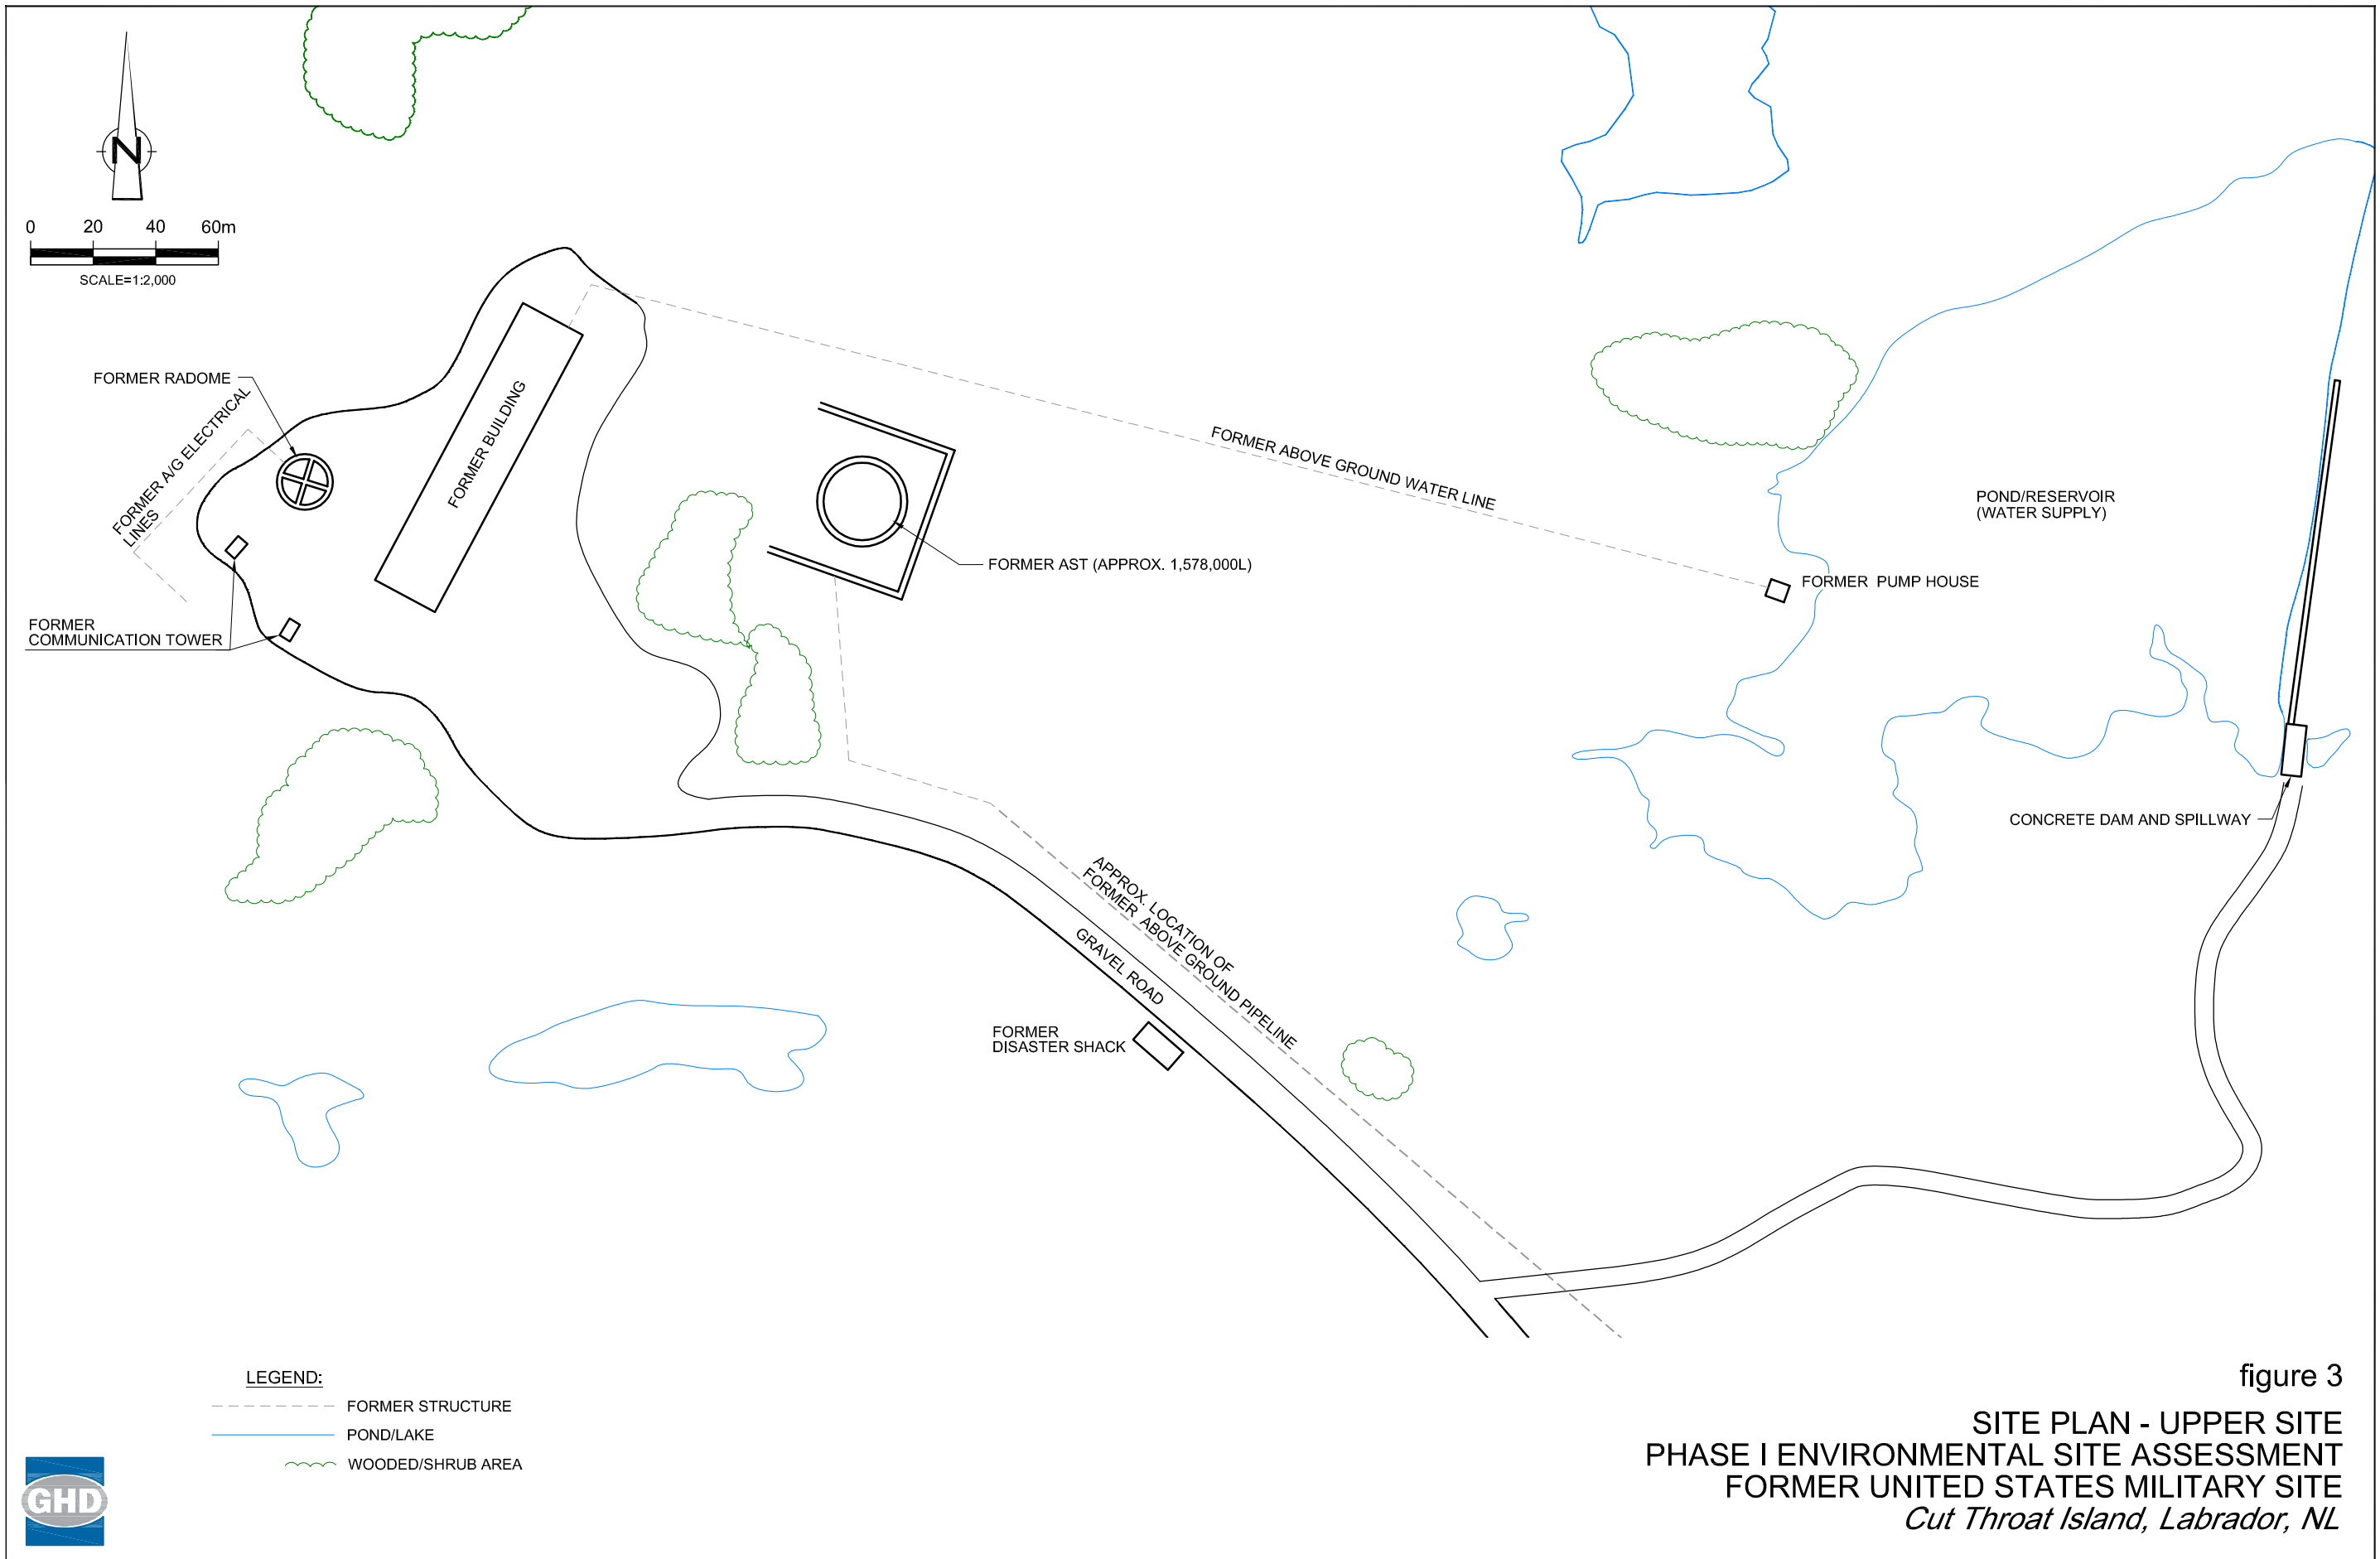 N
0 20 40 60m
SCALE=1:2,000
FORMER RADOME
FORMER A/G ELECTRICAL
LINES
FORMER BUILDING
FORMER
COMMUNICATION TOWER
FORMER ABOVE GROUND WATER LINE
FORMER AST (APPROX. 1,578,000L)
POND/RESERVOIR
(WATER SUPPLY)
FORMER PUMP HOUSE
CONCRETE DAM AND SPILLWAY
APPROX. LOCATION OF
FORMER ABOVE GROUND PIPELINE
GRAVEL ROAD
FORMER
DISASTER SHACK
LEGEND:
FORMER STRUCTURE
POND/LAKE
WOODED/SHRUB AREA
GHD
figure 3
SITE PLAN - UPPER SITE
PHASE I ENVIRONMENTAL SITE ASSESSMENT
FORMER UNITED STATES MILITARY SITE
Cut Throat Island, Labrador, NL